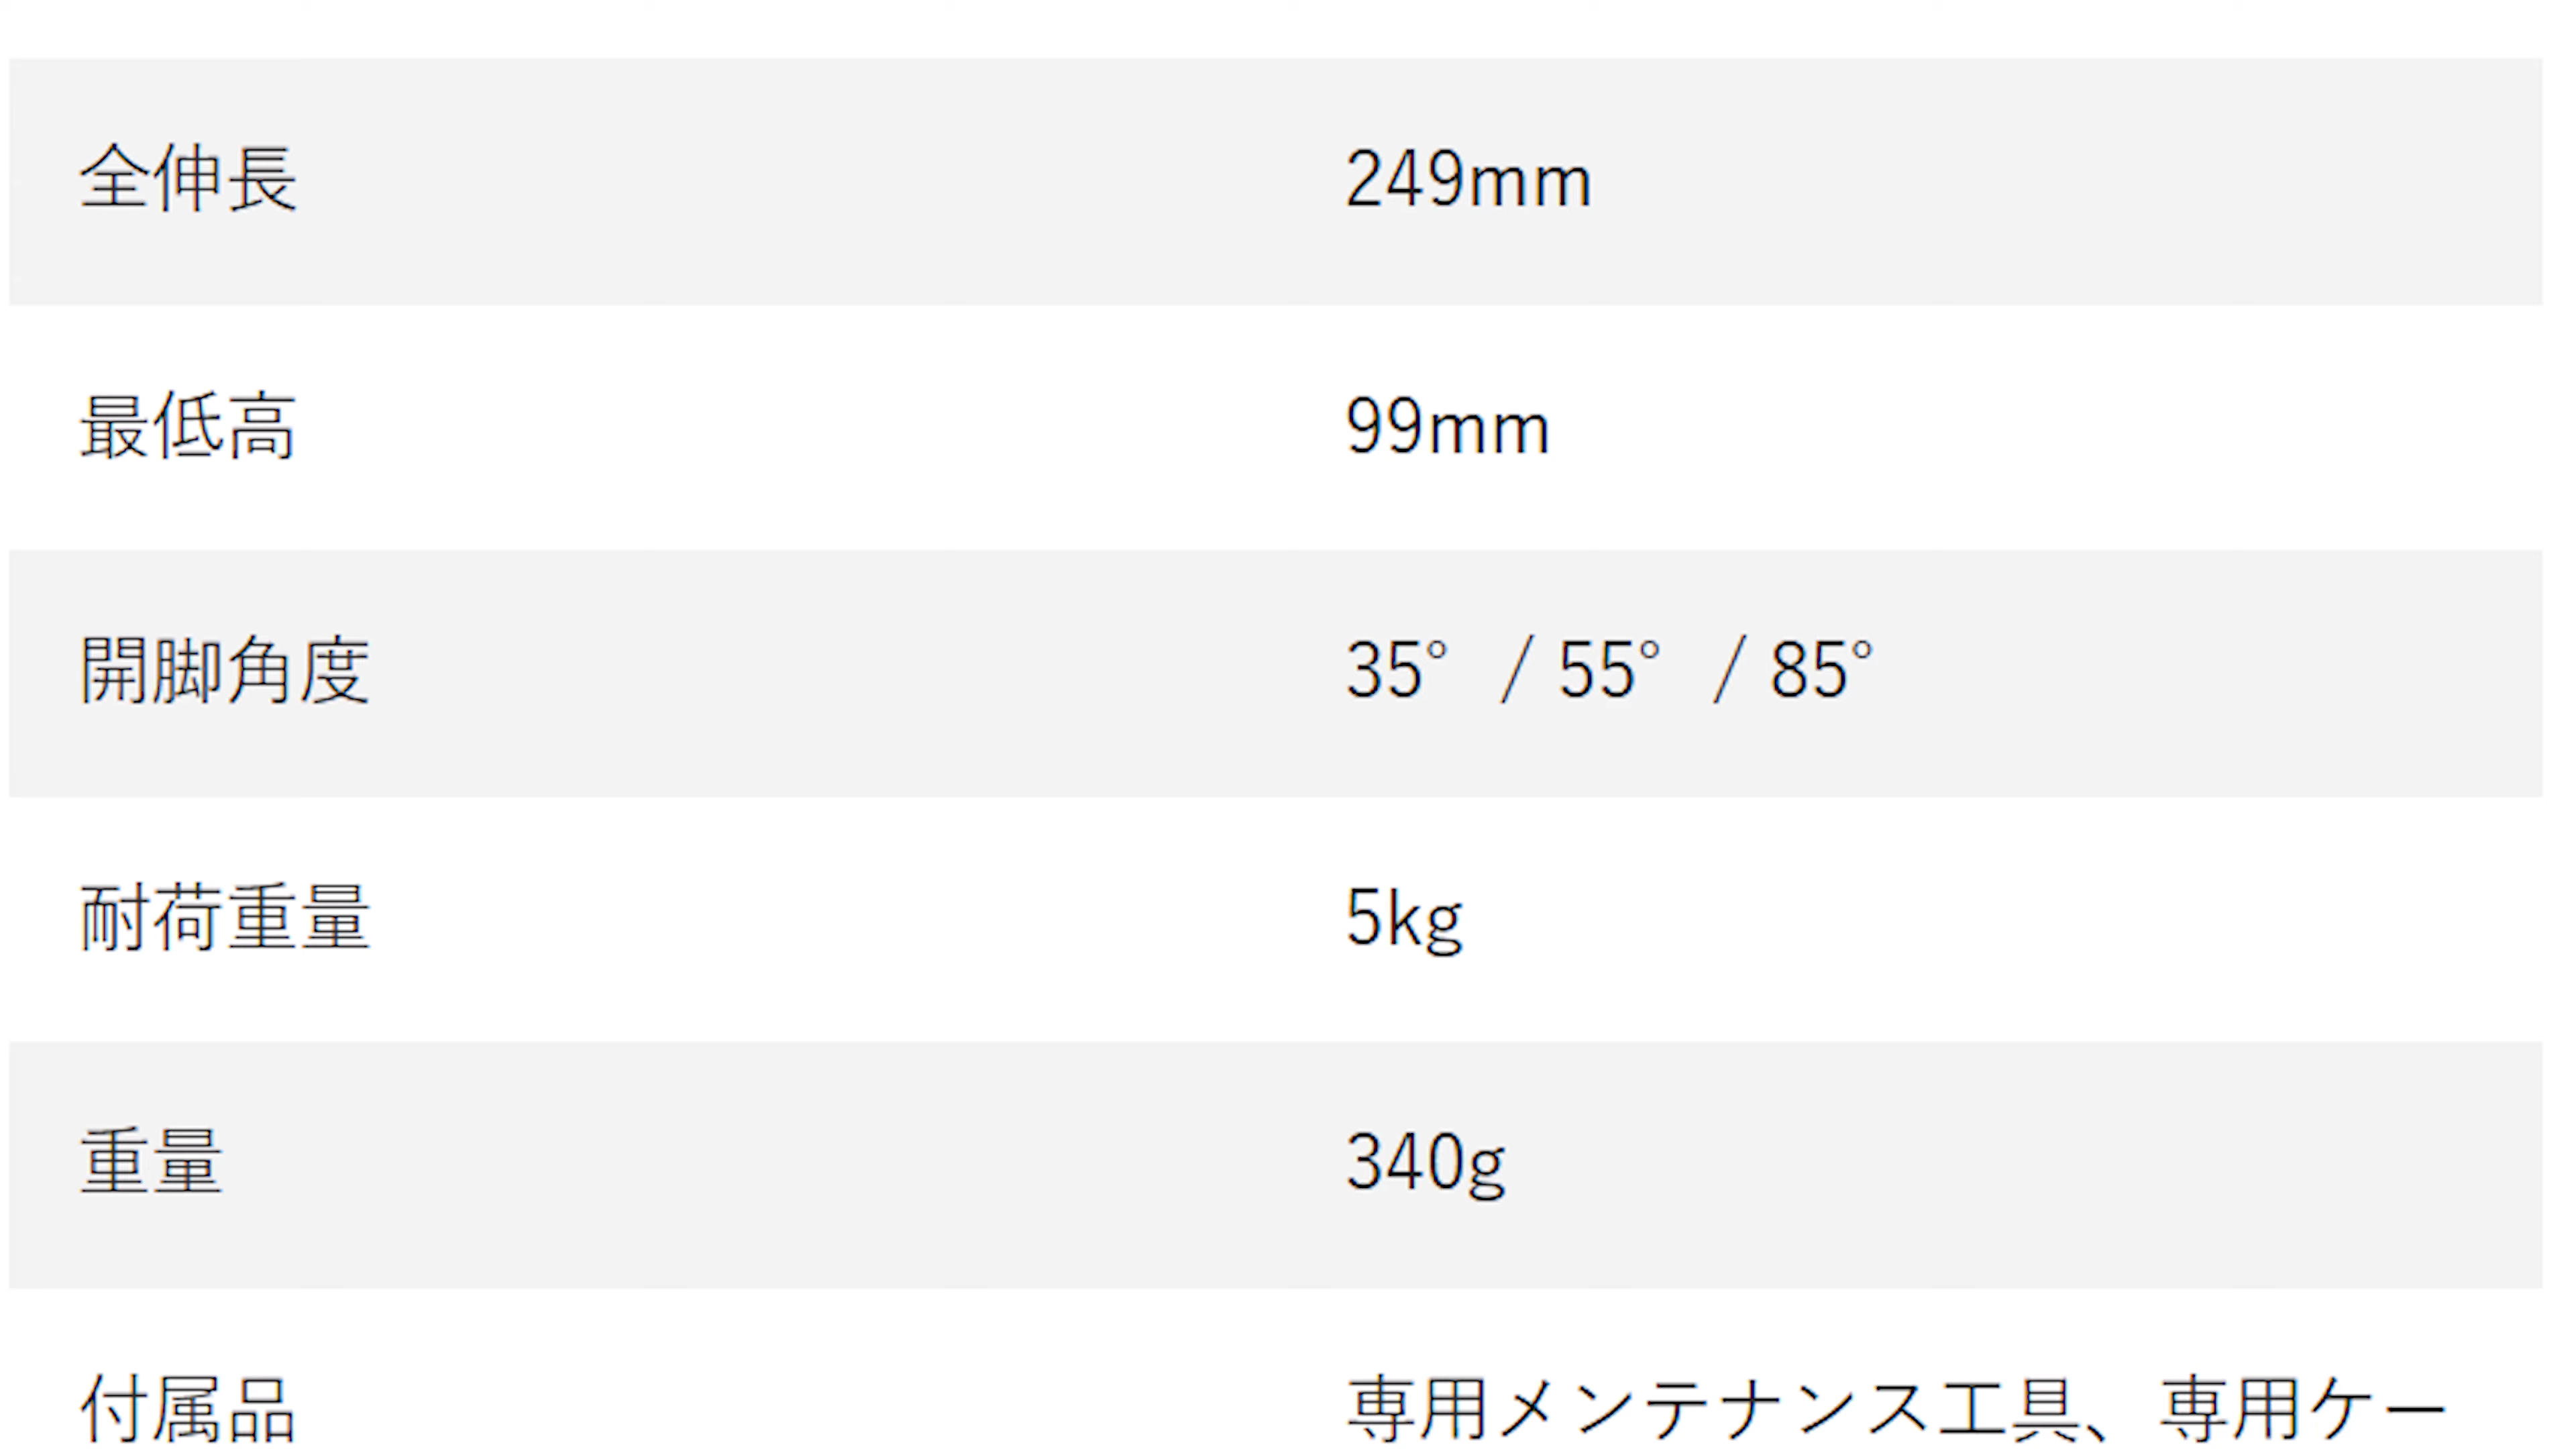 全伸長 249mm
最低高 99mm
開脚角度 35° / 55° / 85°
耐荷重量 5kg
重量 340g
付属品 専用メンテナンス工具、専用ケー